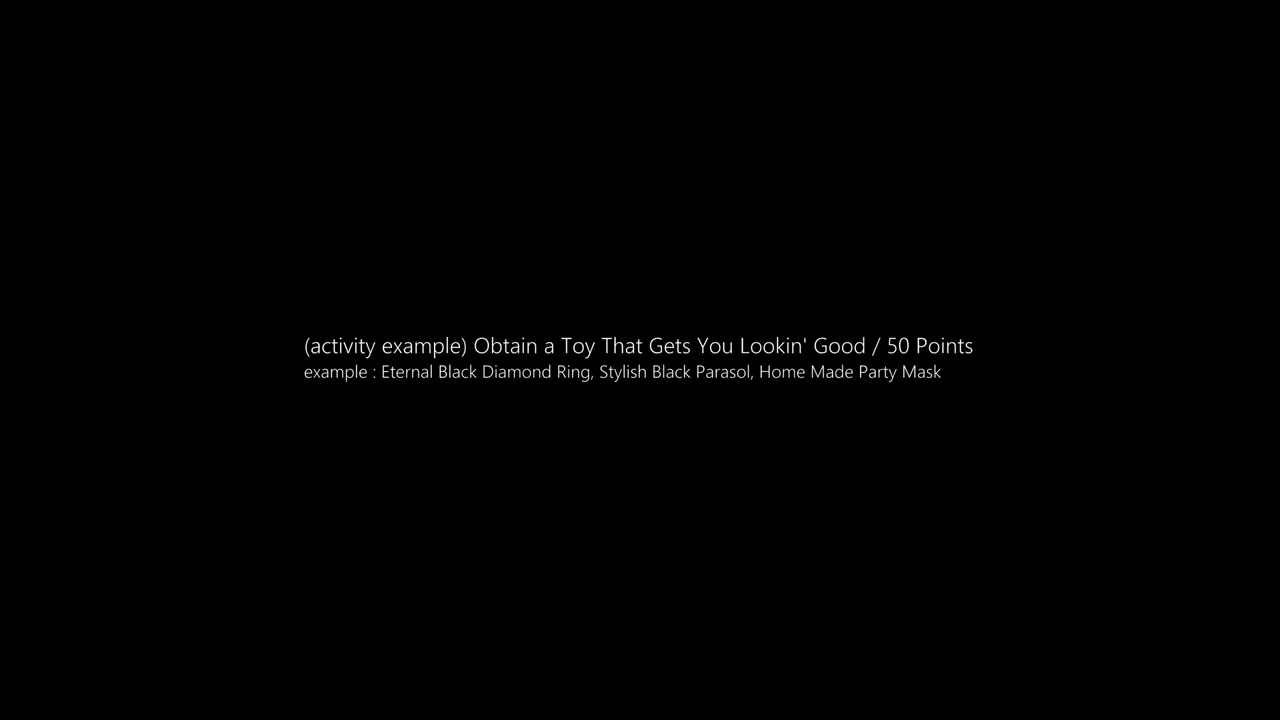 (activity example) Obtain a Toy That Gets You Lookin' Good / 50 Points
example : Eternal Black Diamond Ring, Stylish Black Parasol, Home Made Party Mask